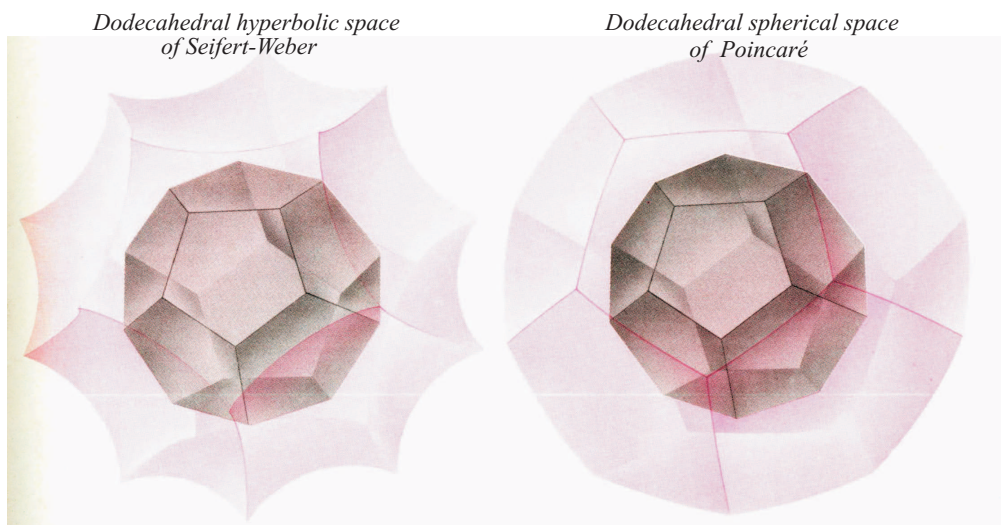 Dodecahedral hyperbolic space
of Seifert-Weber
Dodecahedral spherical space
of Poincaré